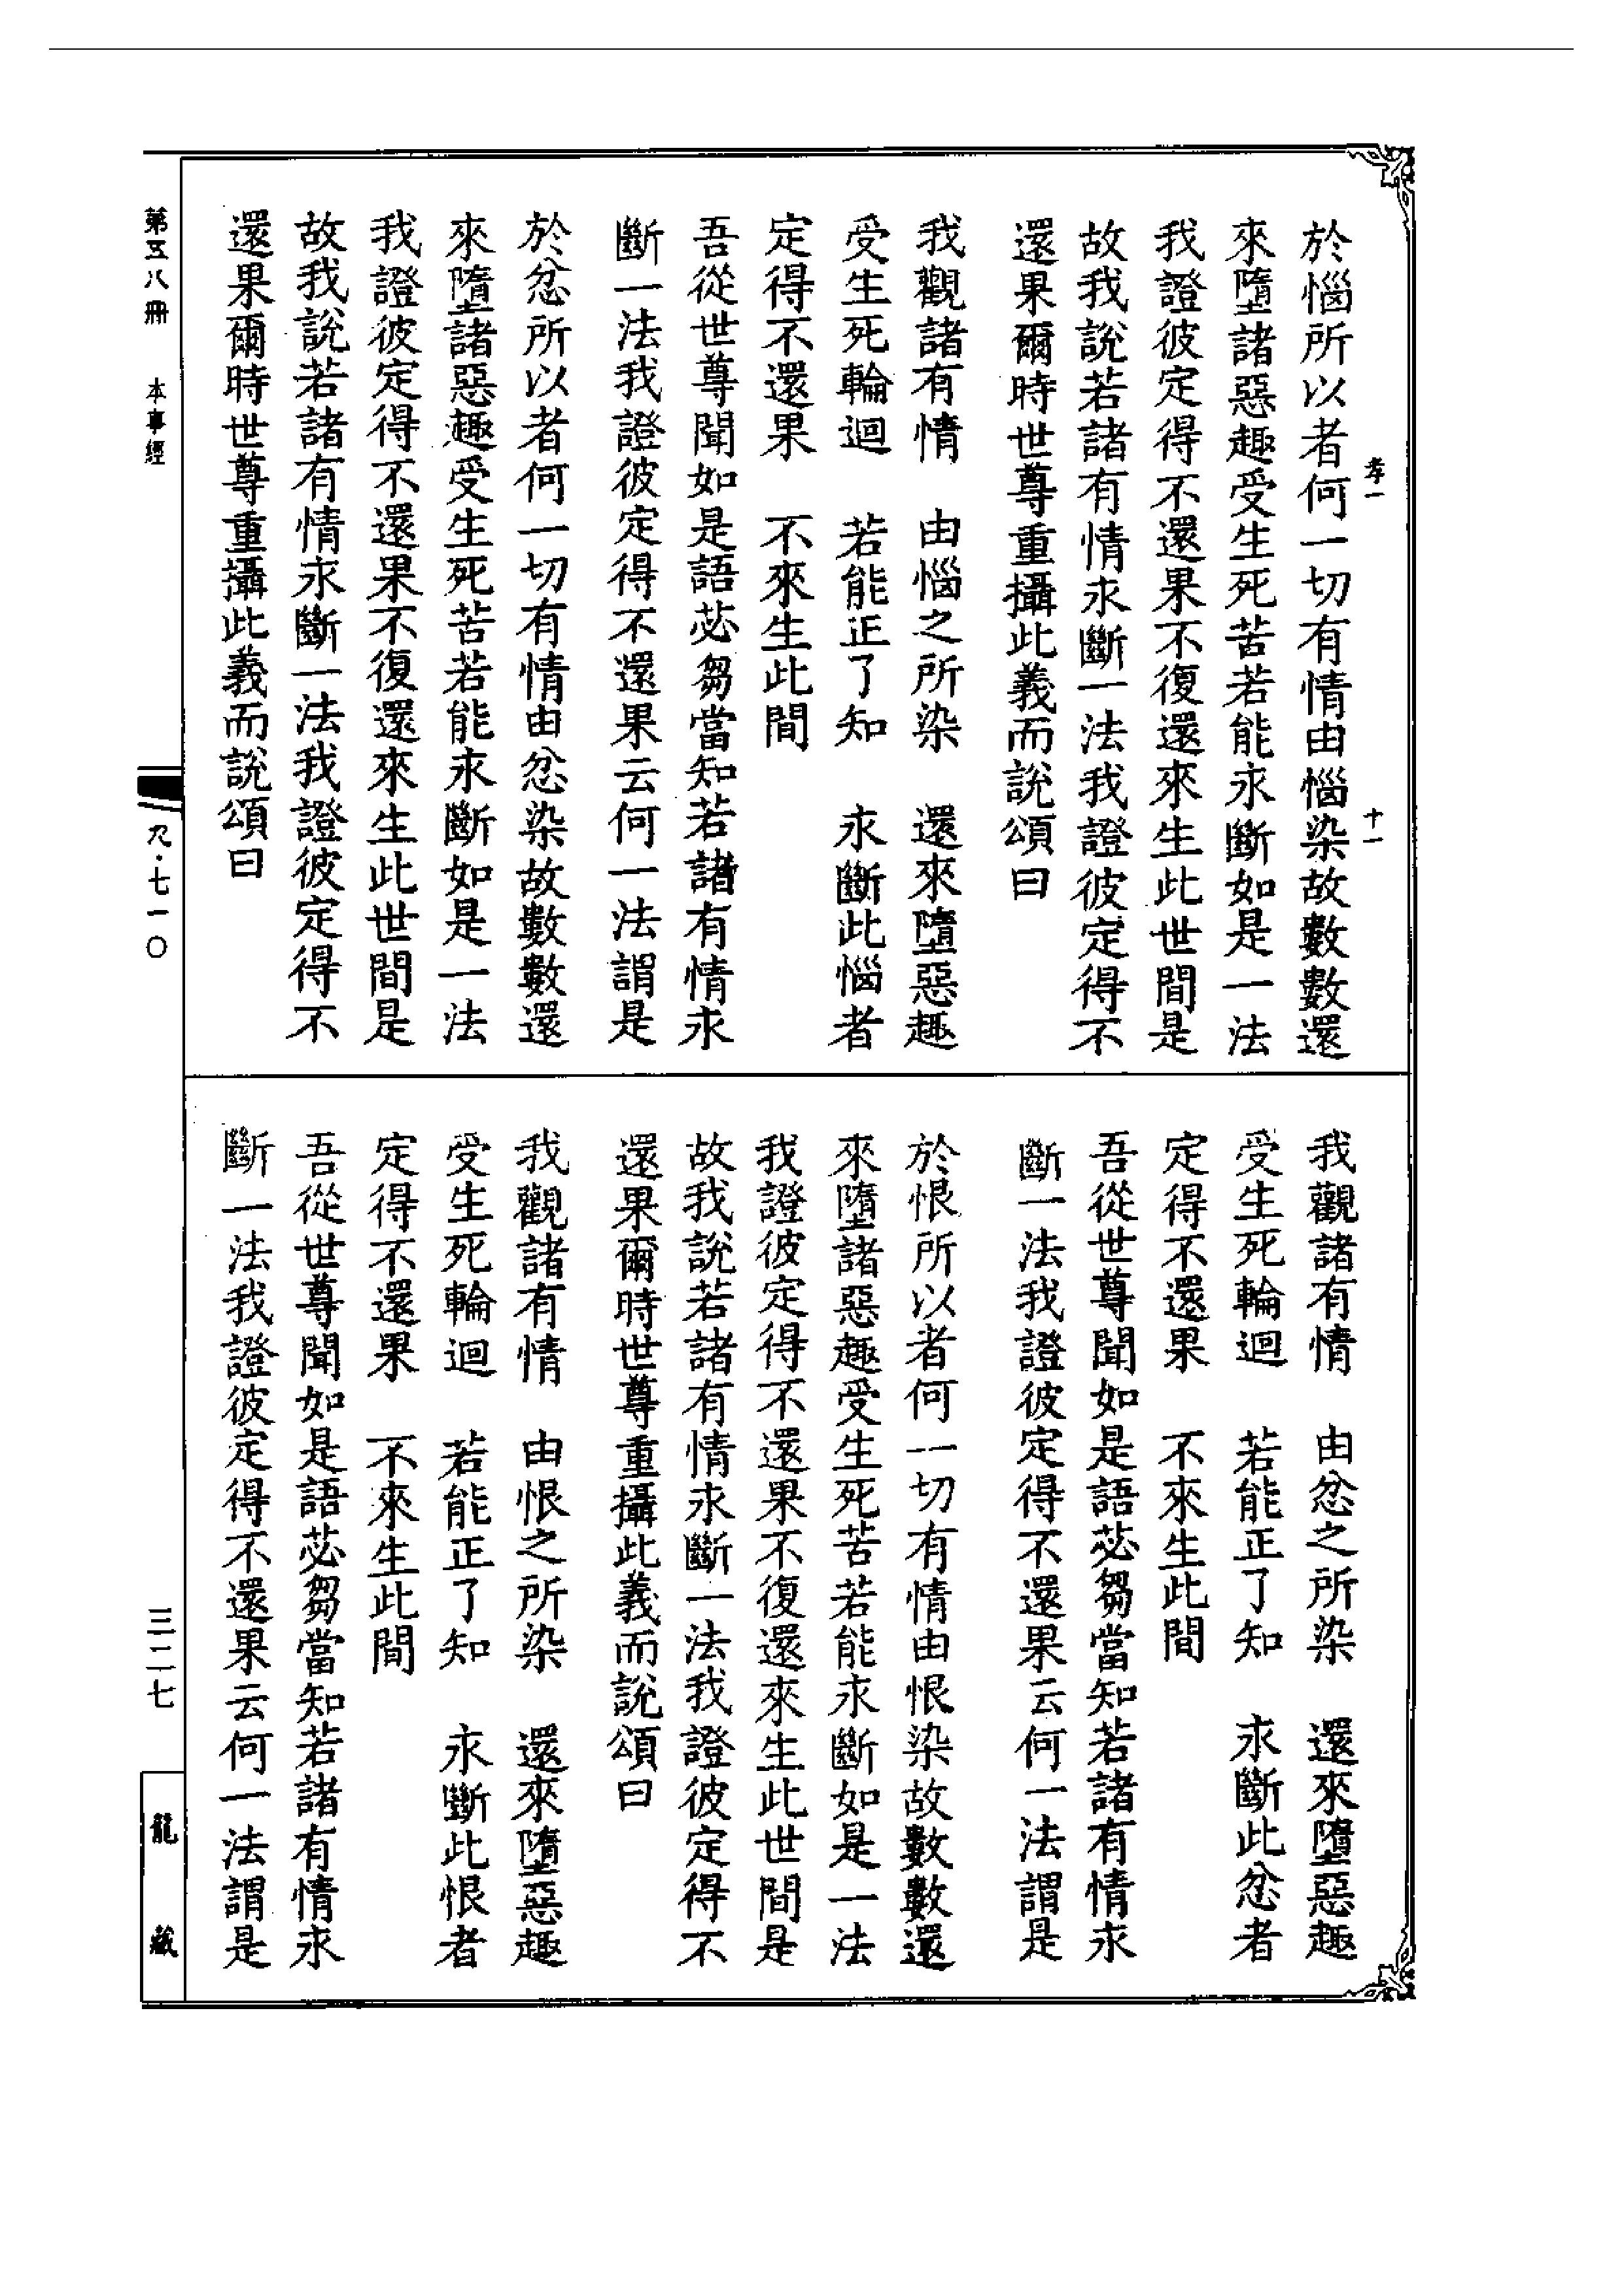 孝一　十一
於惱所以者何一切有情由惱染故數數還
來墮諸惡趣受生死苦若能永斷如是一法
我證彼定得不還果不復還來生此世間是
故我說若諸有情永斷一法我證彼定得不
還果爾時世尊重攝此義而說頌曰
我觀諸有情　由惱之所染　還來墮惡趣
受生死輪迴　若能正了知　永斷此惱者
定得不還果　不來生此間
吾從世尊聞如是語苾芻當知若諸有情永
斷一法我證彼定得不還果云何一法謂是
於忿所以者何一切有情由忿染故數數還
來墮諸惡趣受生死苦若能永斷如是一法
我證彼定得不還果不復還來生此世間是
故我說若諸有情永斷一法我證彼定得不
還果爾時世尊重攝此義而說頌曰
我觀諸有情　由忿之所染　還來墮惡趣
受生死輪迴　若能正了知　永斷此忿者
定得不還果　不來生此間
吾從世尊聞如是語苾芻當知若諸有情永
斷一法我證彼定得不還果云何一法謂是
於恨所以者何一切有情由恨染故數數還
來墮諸惡趣受生死苦若能永斷如是一法
我證彼定得不還果不復還來生此世間是
故我說若諸有情永斷一法我證彼定得不
還果爾時世尊重攝此義而說頌曰
我觀諸有情　由恨之所染　還來墮惡趣
受生死輪迴　若能正了知　永斷此恨者
定得不還果　不來生此間
吾從世尊聞如是語苾芻當知若諸有情永
斷一法我證彼定得不還果云何一法謂是
第五八冊　本事經　尺·七一〇　三二七　龍藏